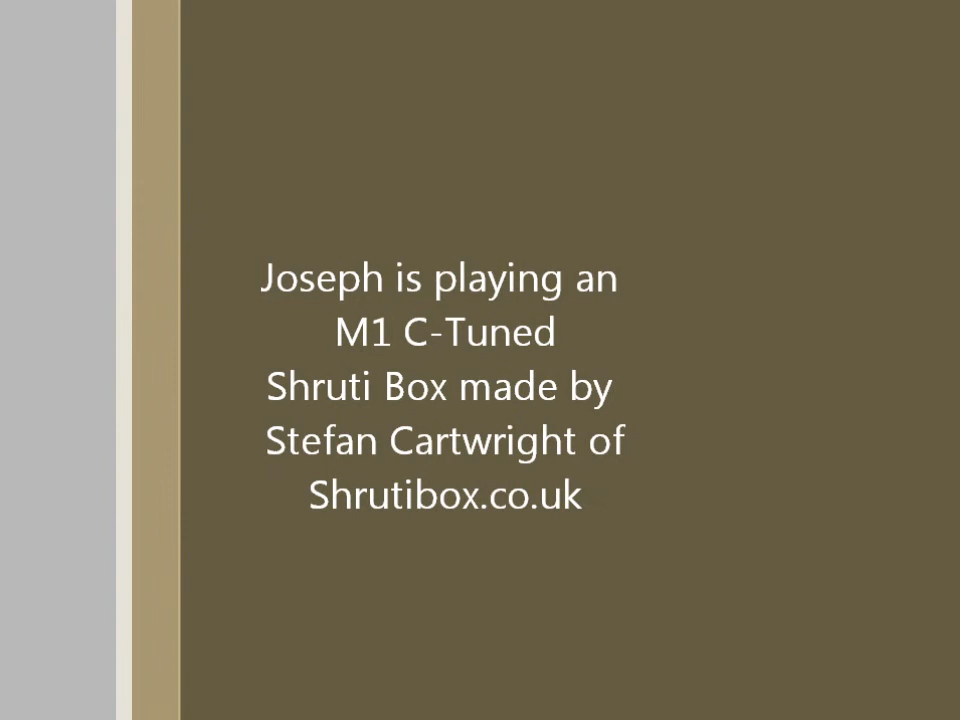 Joseph is playing an
M1 C-Tuned
Shruti Box made by
Stefan Cartwright of
Shrutibox.co.uk